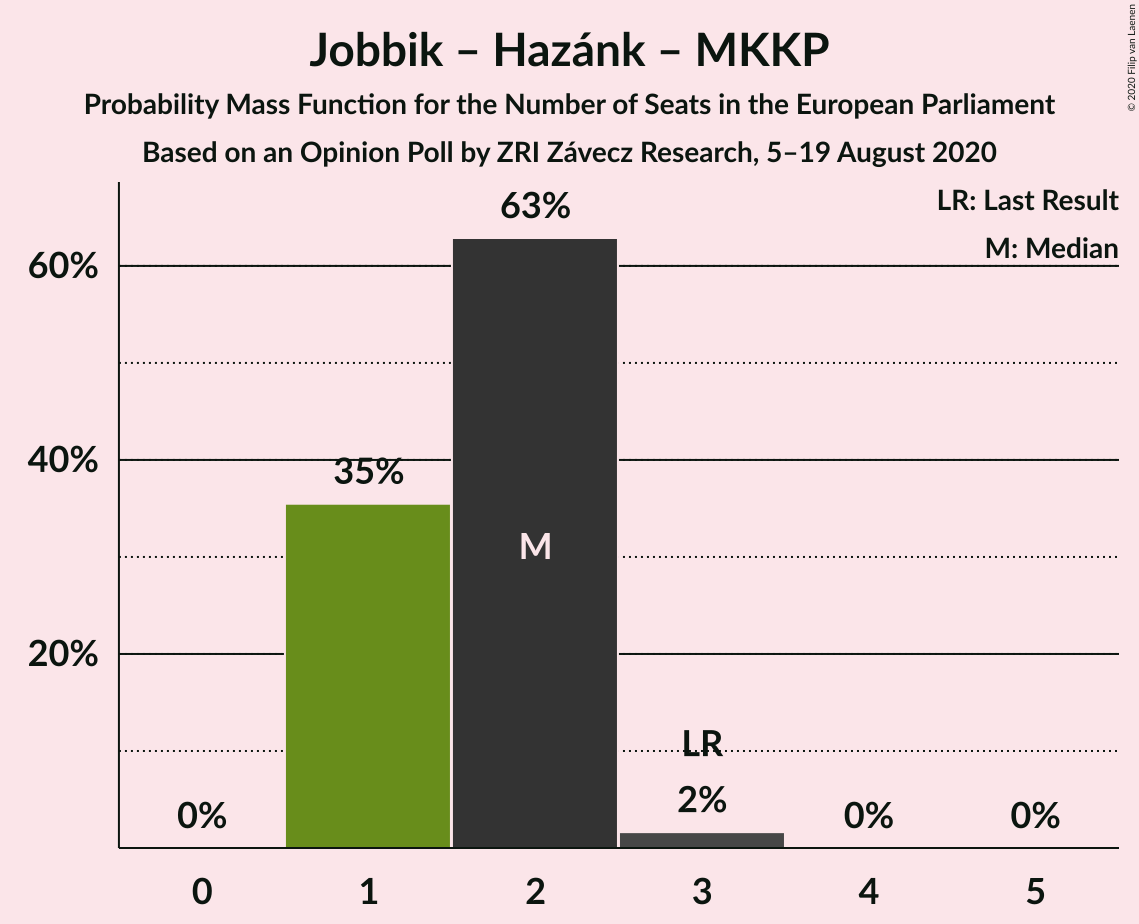 Jobbik – Hazánk – MKKP
Probability Mass Function for the Number of Seats in the European Parliament
Based on an Opinion Poll by ZRI Závecz Research, 5–19 August 2020
© 2020 Filip van Laenen
LR: Last Result
M: Median
63%
60%
40%
35%
M
20%
LR
0%
2%
0%
0%
0 1 2 3 4 5